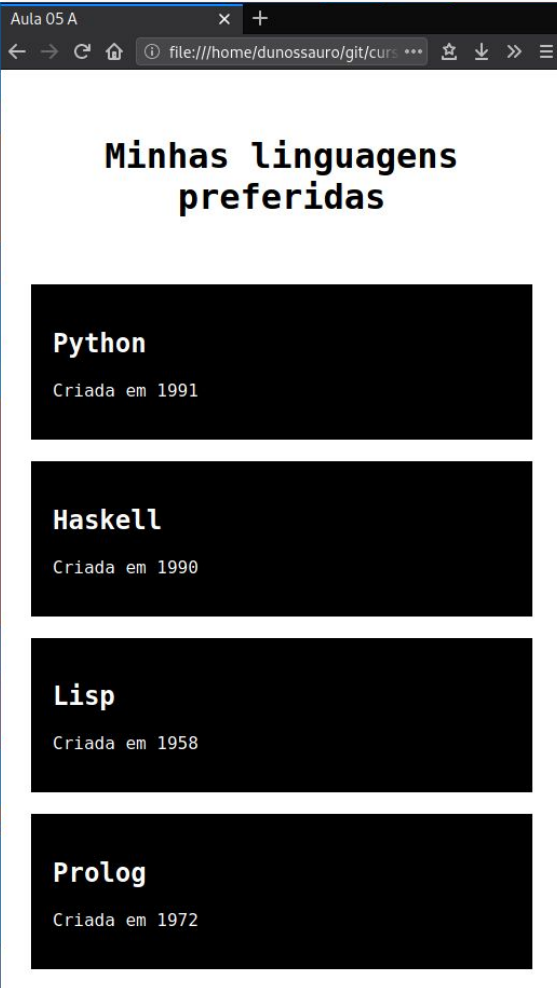 Aula 05 A
file:///home/dunossauro/git/curs
Minhas linguagens
preferidas
Python
Criada em 1991
Haskell
Criada em 1990
Lisp
Criada em 1958
Prolog
Criada em 1972